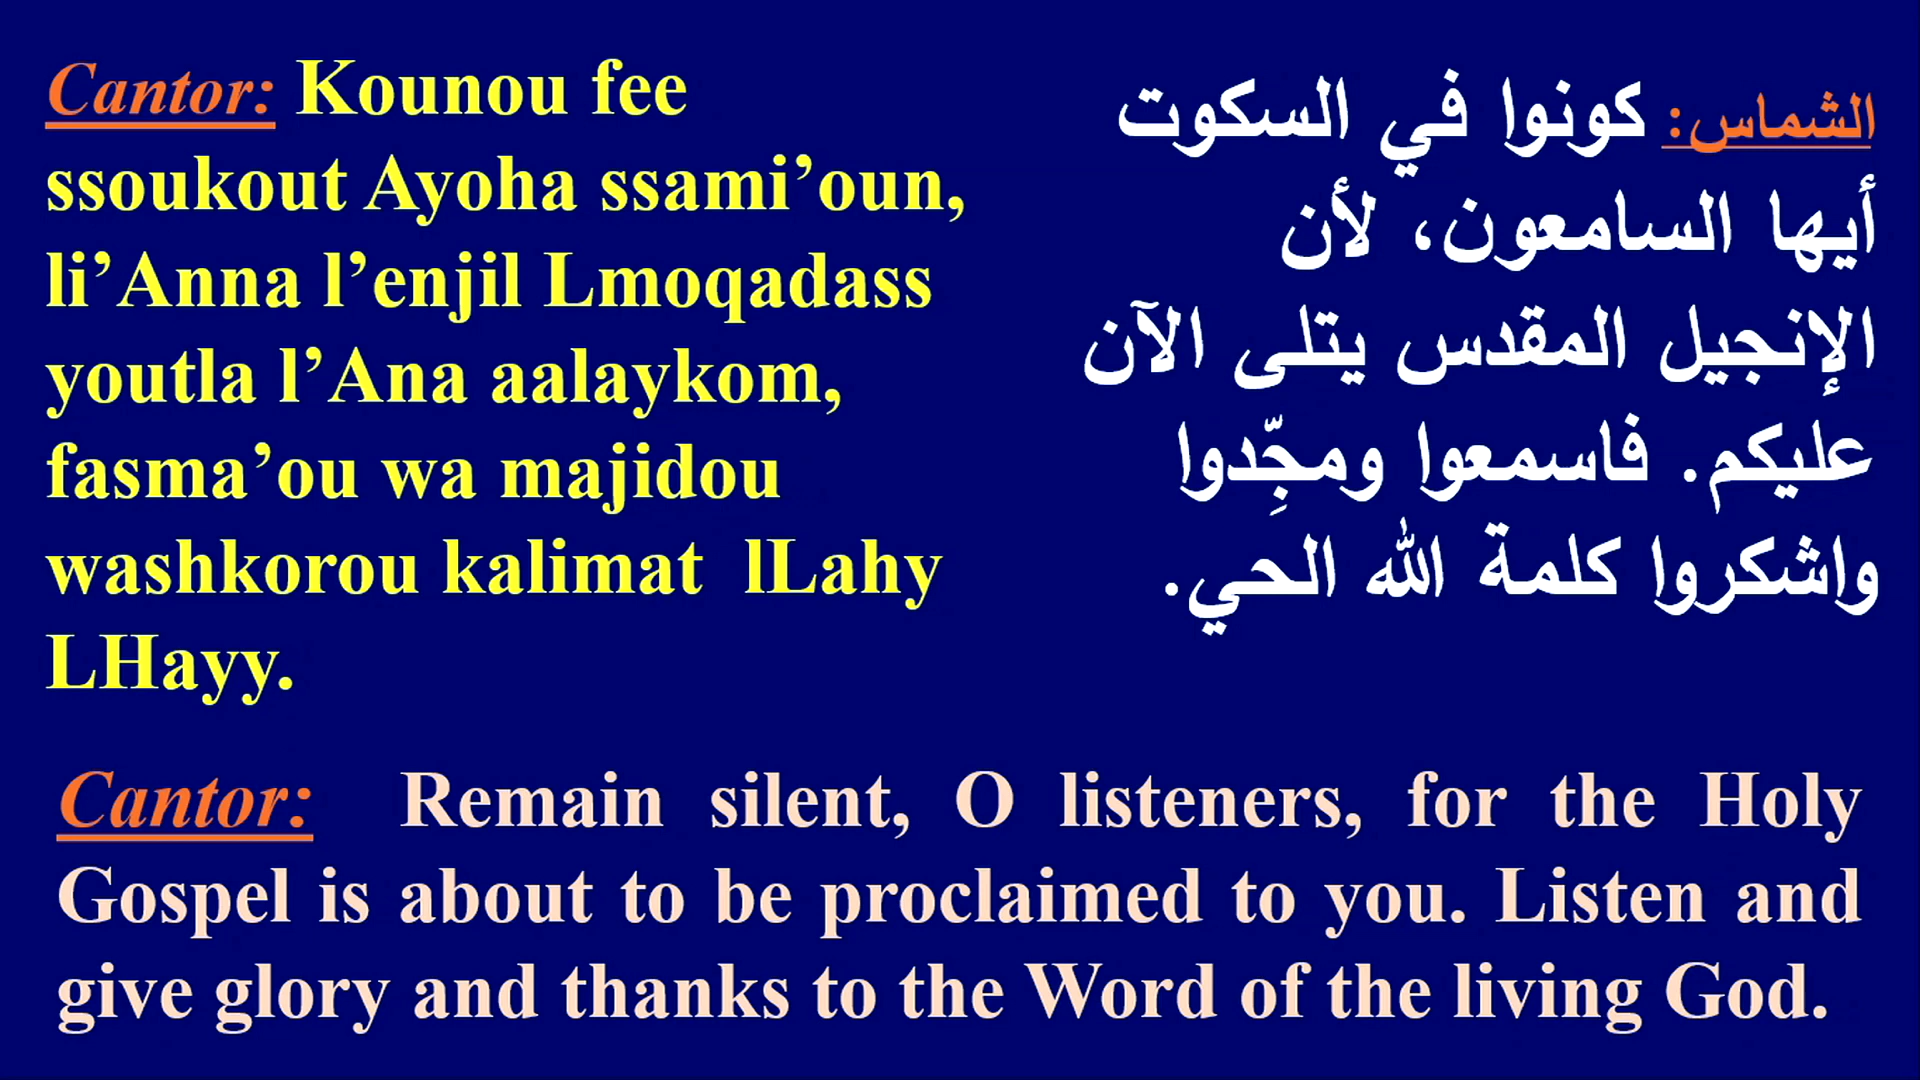 Cantor: Kounou fee
ssoukout Ayoha ssami’oun,
li’Anna l’enjil Lmoqadass
youtla l’Ana aalaykom,
fasma’ou wa majidou
washkorou kalimat  lLahy
LHayy.
الشماس: كونوا في السكوت
أيها السامعون، لأن
الإنجيل المقدس يتلى الآن
عليكم. فاسمعوا ومجِّدوا
واشكروا كلمة الله الحي.
Cantor: Remain silent, O listeners, for the Holy
Gospel is about to be proclaimed to you. Listen and
give glory and thanks to the Word of the living God.